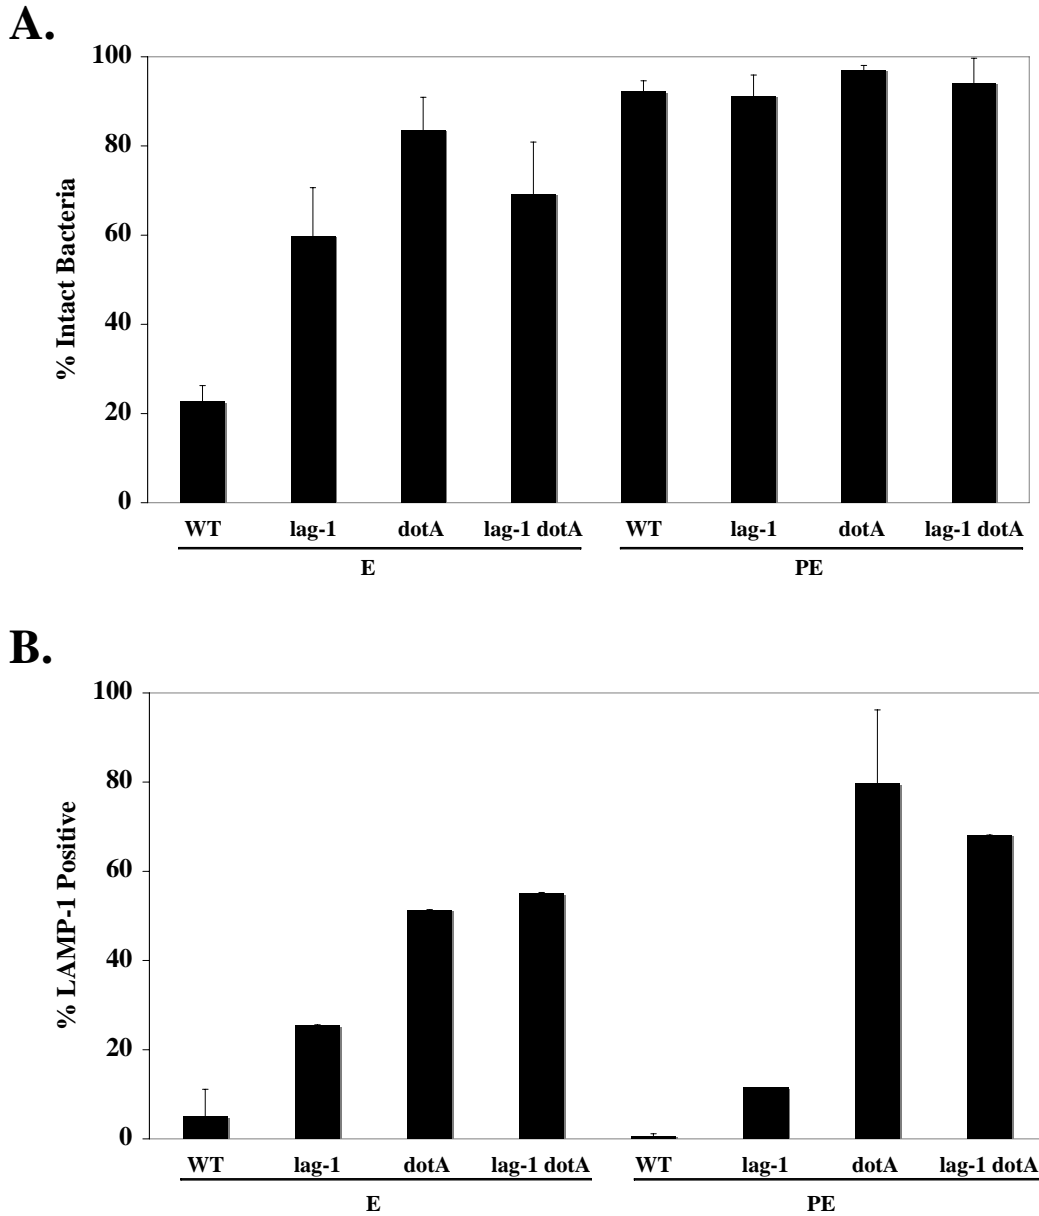 A.
100
80
60
40
20
0
% Intact Bacteria
WT lag-1 dotA lag-1 dotA WT lag-1 dotA lag-1 dotA
E PE
B.
100
80
60
40
20
0
% LAMP-1 Positive
WT lag-1 dotA lag-1 dotA WT lag-1 dotA lag-1 dotA
E PE